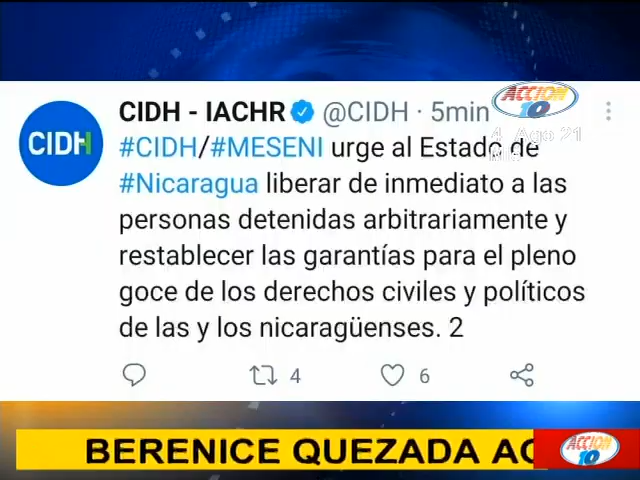 CIDH
CIDH - IACHR @CIDH · 5min
ACCION
10
4 Ago 21
#CIDH/#MESENI urge al Estado de
#Nicaragua liberar de inmediato a las
personas detenidas arbitrariamente y
restablecer las garantías para el pleno
goce de los derechos civiles y políticos
de las y los nicaragüenses. 2
4
6
BERENICE QUEZADA AC
ACCION
10